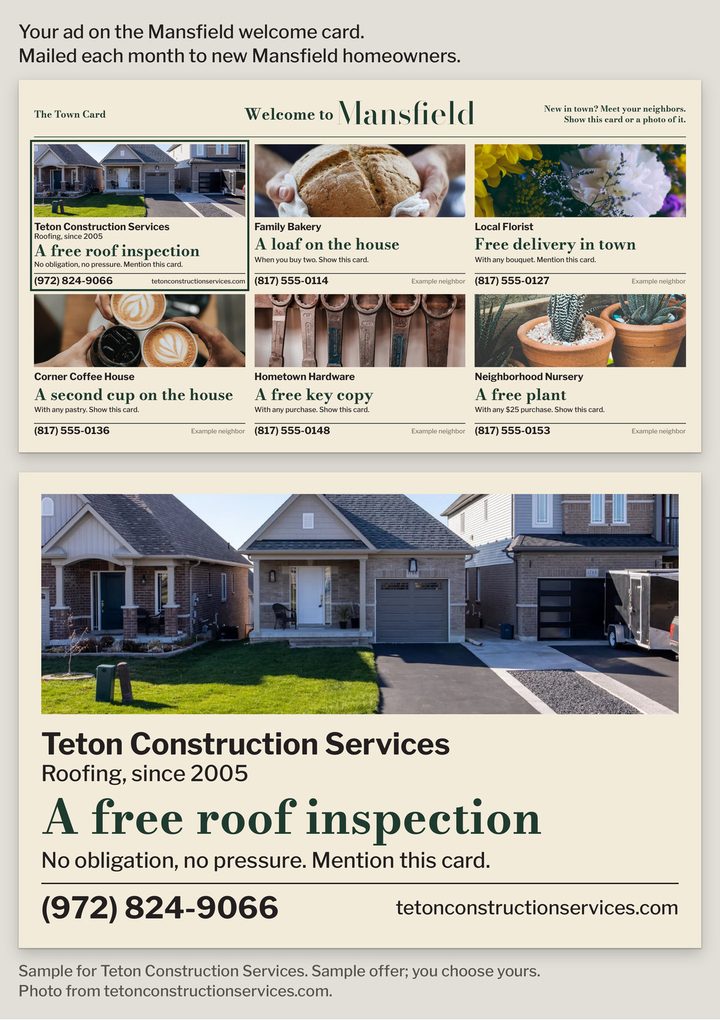 Your ad on the Mansfield welcome card.
Mailed each month to new Mansfield homeowners.
The Town Card
Welcome to Mansfield
New in town? Meet your neighbors.
Show this card or a photo of it.
Teton Construction Services
Roofing, since 2005
A free roof inspection
No obligation, no pressure. Mention this card.
(972) 824-9066
tetonconstructionservices.com
Family Bakery
A loaf on the house
When you buy two. Show this card.
(817) 555-0114
Example neighbor
Local Florist
Free delivery in town
With any bouquet. Mention this card.
(817) 555-0127
Example neighbor
Corner Coffee House
A second cup on the house
With any pastry. Show this card.
(817) 555-0136
Example neighbor
Hometown Hardware
A free key copy
With any purchase. Show this card.
(817) 555-0148
Example neighbor
Neighborhood Nursery
A free plant
With any $25 purchase. Show this card.
(817) 555-0153
Example neighbor
Teton Construction Services
Roofing, since 2005
A free roof inspection
No obligation, no pressure. Mention this card.
(972) 824-9066
tetonconstructionservices.com
Sample for Teton Construction Services. Sample offer; you choose yours.
Photo from tetonconstructionservices.com.